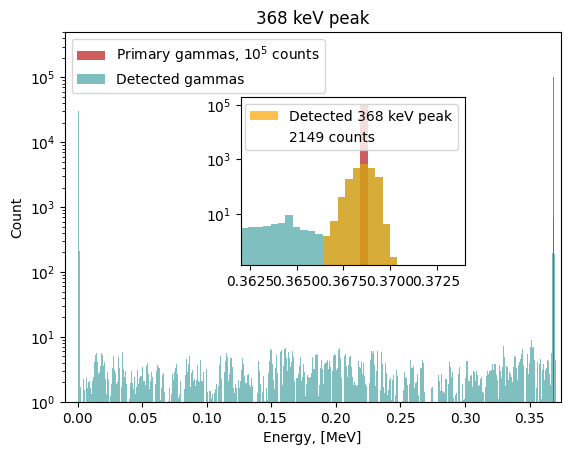 368 keV peak
Primary gammas, 10⁵ counts
Detected gammas
Detected 368 keV peak
2149 counts
10⁵
10³
10¹
0.3625 0.3650 0.3675 0.3700 0.3725
Count
10⁵
10⁴
10³
10²
10¹
10⁰
0.00 0.05 0.10 0.15 0.20 0.25 0.30 0.35
Energy, [MeV]